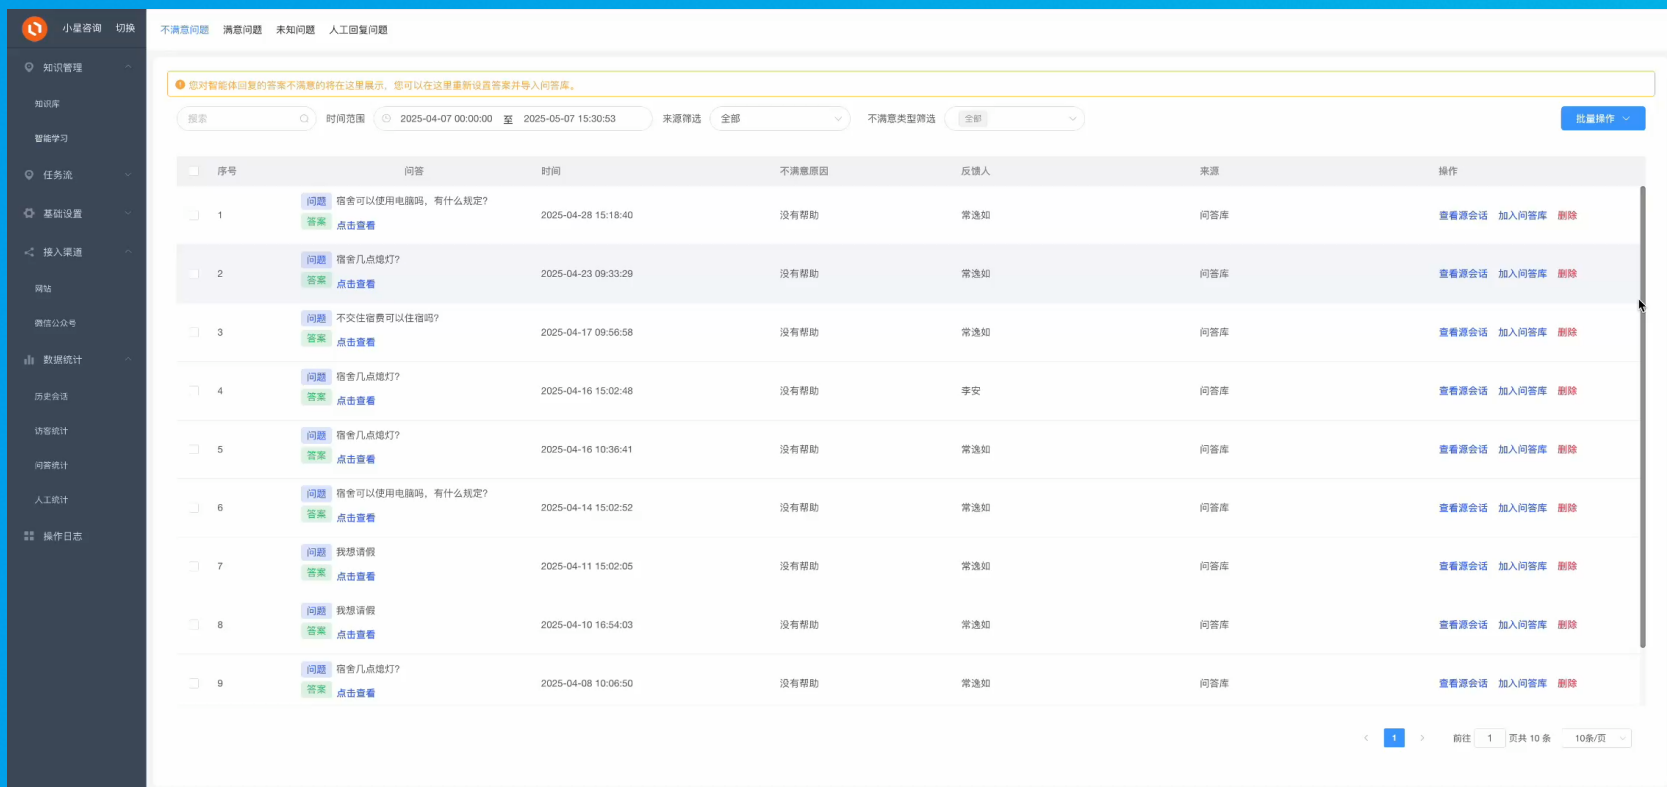 小星咨询 切换
不满意问题 满意问题 未知问题 人工回复问题
知识管理
知识库
智能学习
任务流
基础设置
接入渠道
网站
微信公众号
数据统计
历史会话
访客统计
问答统计
人工统计
操作日志
您对智能体回复的答案不满意的将在这里展示，您可以在这里重新设置答案并导入问答库。
搜索 时间范围 2025-04-07 00:00:00 至 2025-05-07 15:30:53 来源筛选 全部 不满意类型筛选 全部 批量操作
序号 问答 时间 不满意原因 反馈人 来源 操作
问题 宿舍可以使用电脑吗，有什么规定?
1 2025-04-28 15:18:40 没有帮助 常逸如 问答库 查看源会话 加入问答库 删除
答案 点击查看
问题 宿舍几点熄灯?
2 2025-04-23 09:33:29 没有帮助 常逸如 问答库 查看源会话 加入问答库 删除
答案 点击查看
问题 不交住宿费可以住宿吗?
3 2025-04-17 09:56:58 没有帮助 常逸如 问答库 查看源会话 加入问答库 删除
答案 点击查看
问题 宿舍几点熄灯?
4 2025-04-16 15:02:48 没有帮助 李安 问答库 查看源会话 加入问答库 删除
答案 点击查看
问题 宿舍几点熄灯?
5 2025-04-16 10:36:41 没有帮助 常逸如 问答库 查看源会话 加入问答库 删除
答案 点击查看
问题 宿舍可以使用电脑吗，有什么规定?
6 2025-04-14 15:02:52 没有帮助 常逸如 问答库 查看源会话 加入问答库 删除
答案 点击查看
问题 我想请假
7 2025-04-11 15:02:05 没有帮助 常逸如 问答库 查看源会话 加入问答库 删除
答案 点击查看
问题 我想请假
8 2025-04-10 16:54:03 没有帮助 常逸如 问答库 查看源会话 加入问答库 删除
答案 点击查看
问题 宿舍几点熄灯?
9 2025-04-08 10:06:50 没有帮助 常逸如 问答库 查看源会话 加入问答库 删除
答案 点击查看
1 前往 1 页共 10 条 10条/页